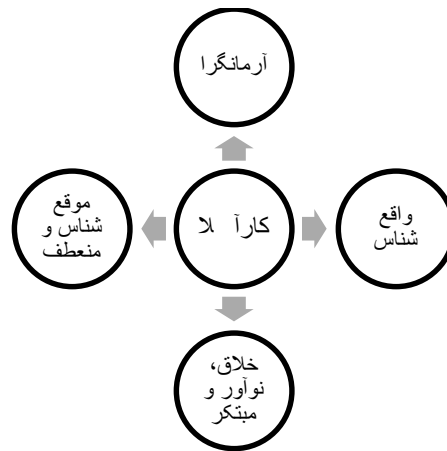 آرمانگرا
موقع
شناس و
منعطف
کارآ لا
واقع
شناس
خلاق،
نوآور و
مبتکر